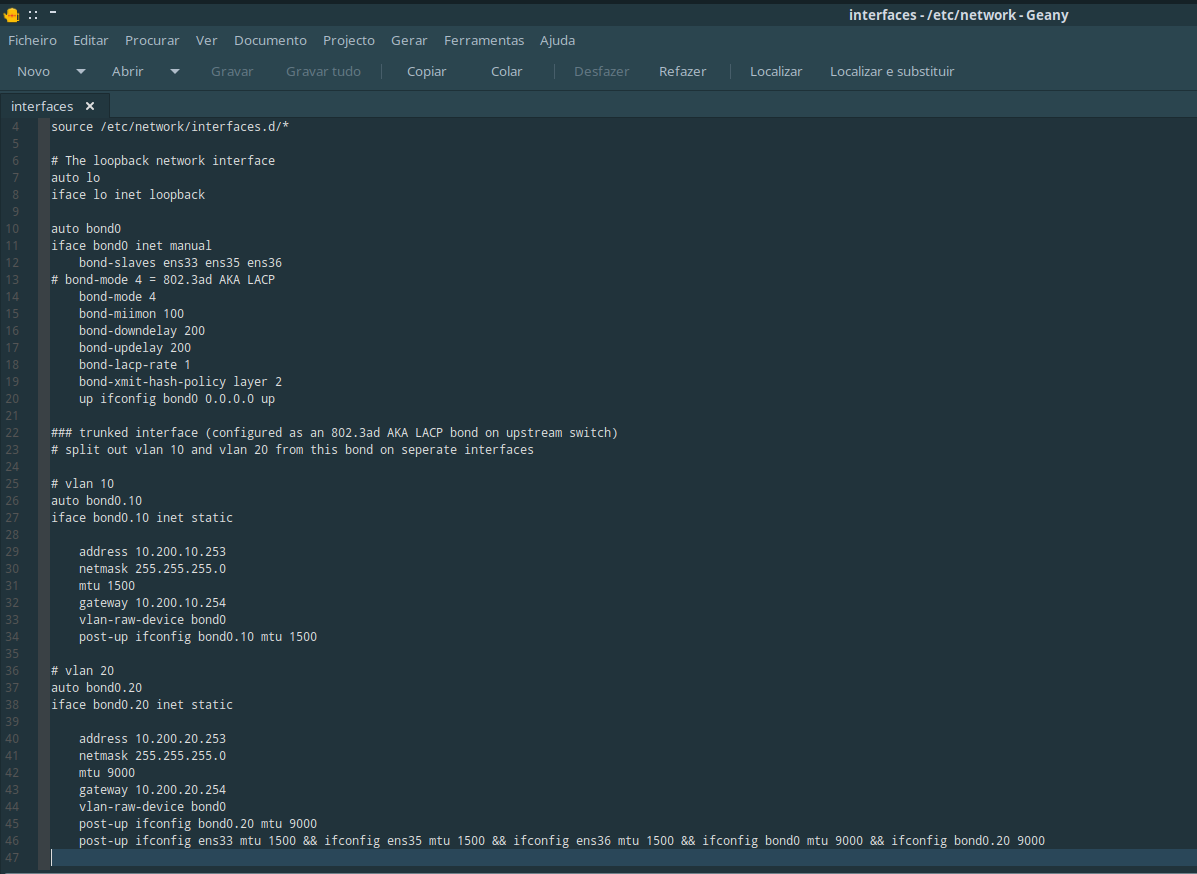 interfaces - /etc/network - Geany
Ficheiro Editar Procurar Ver Documento Projecto Gerar Ferramentas Ajuda
Novo Abrir Gravar Gravar tudo Copiar Colar Desfazer Refazer Localizar Localizar e substituir
interfaces ×
4 source /etc/network/interfaces.d/*
5
6 # The loopback network interface
7 auto lo
8 iface lo inet loopback
9
10 auto bond0
11 iface bond0 inet manual
12     bond-slaves ens33 ens35 ens36
13 # bond-mode 4 = 802.3ad AKA LACP
14     bond-mode 4
15     bond-miimon 100
16     bond-downdelay 200
17     bond-updelay 200
18     bond-lacp-rate 1
19     bond-xmit-hash-policy layer 2
20     up ifconfig bond0 0.0.0.0 up
21
22 ### trunked interface (configured as an 802.3ad AKA LACP bond on upstream switch)
23 # split out vlan 10 and vlan 20 from this bond on seperate interfaces
24
25 # vlan 10
26 auto bond0.10
27 iface bond0.10 inet static
28
29     address 10.200.10.253
30     netmask 255.255.255.0
31     mtu 1500
32     gateway 10.200.10.254
33     vlan-raw-device bond0
34     post-up ifconfig bond0.10 mtu 1500
35
36 # vlan 20
37 auto bond0.20
38 iface bond0.20 inet static
39
40     address 10.200.20.253
41     netmask 255.255.255.0
42     mtu 9000
43     gateway 10.200.20.254
44     vlan-raw-device bond0
45     post-up ifconfig bond0.20 mtu 9000
46     post-up ifconfig ens33 mtu 1500 && ifconfig ens35 mtu 1500 && ifconfig ens36 mtu 1500 && ifconfig bond0 mtu 9000 && ifconfig bond0.20 9000
47